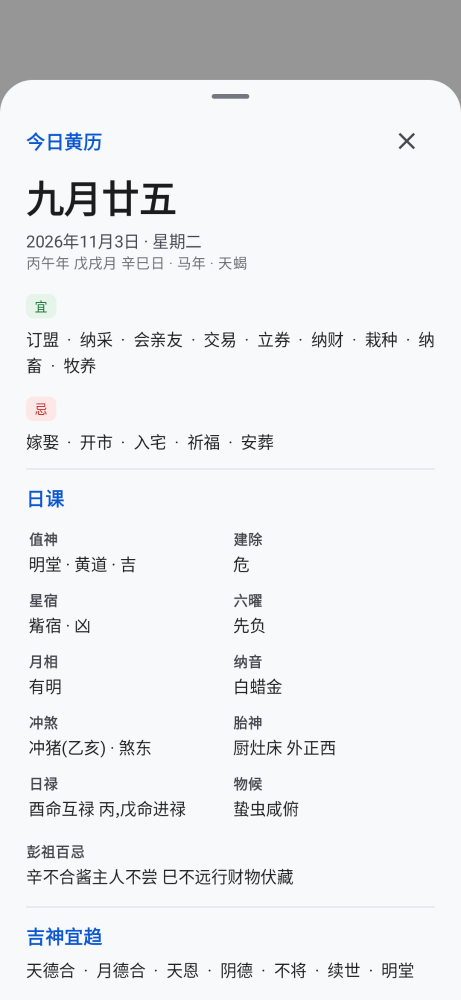 今日黄历
九月廿五
2026年11月3日 · 星期二
丙午年 戊戌月 辛巳日 · 马年 · 天蝎
宜
订盟 · 纳采 · 会亲友 · 交易 · 立券 · 纳财 · 栽种 · 纳
畜 · 牧养
忌
嫁娶 · 开市 · 入宅 · 祈福 · 安葬
日课
值神
明堂 · 黄道 · 吉
建除
危
星宿
觜宿 · 凶
六曜
先负
月相
有明
纳音
白蜡金
冲煞
冲猪(乙亥) · 煞东
胎神
厨灶床 外正西
日禄
酉命互禄 丙,戊命进禄
物候
蛰虫咸俯
彭祖百忌
辛不合酱主人不尝 巳不远行财物伏藏
吉神宜趋
天德合 · 月德合 · 天恩 · 阴德 · 不将 · 续世 · 明堂